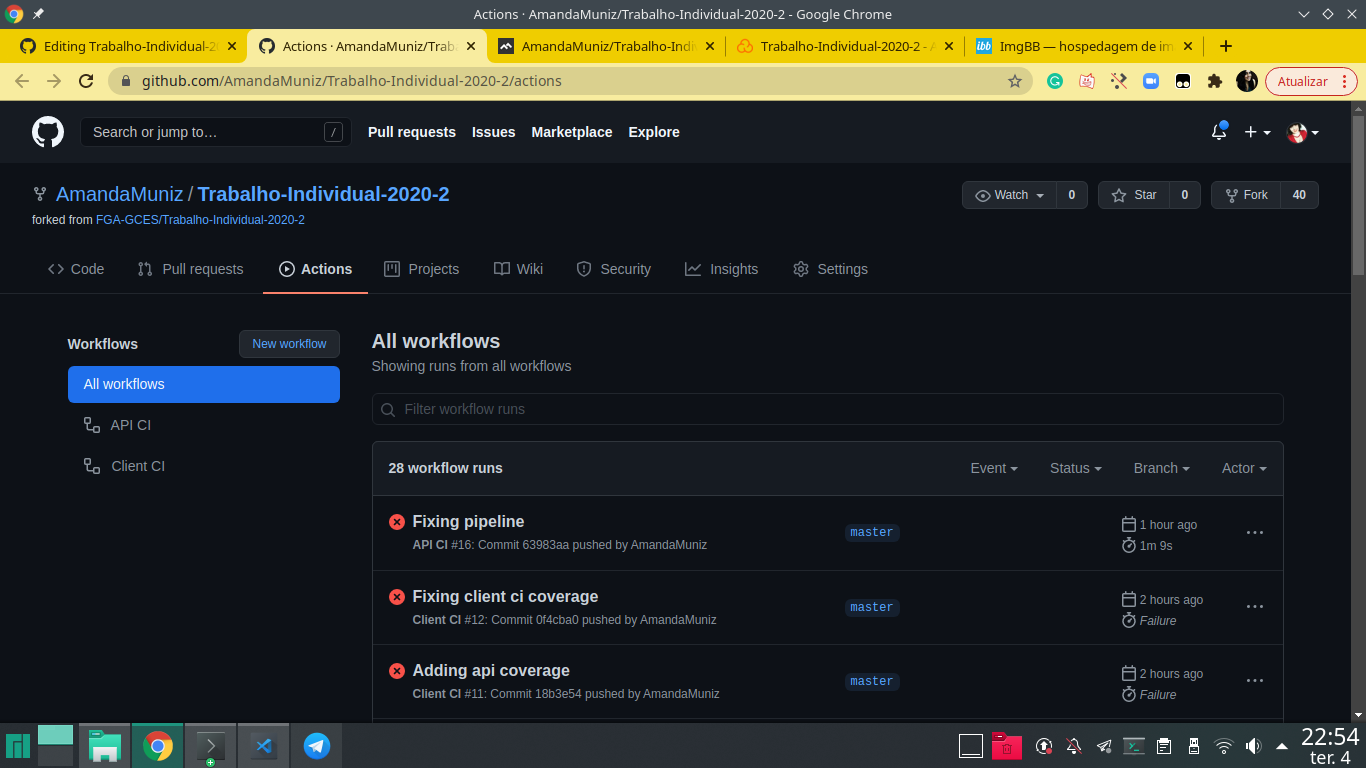 Actions · AmandaMuniz/Trabalho-Individual-2020-2 - Google Chrome
Editing Trabalho-Individual-2
Actions · AmandaMuniz/Trab
AmandaMuniz/Trabalho-Indiv
Trabalho-Individual-2020-2 - A
ImgBB — hospedagem de im
github.com/AmandaMuniz/Trabalho-Individual-2020-2/actions
Atualizar
Search or jump to…
/
Pull requests
Issues
Marketplace
Explore
AmandaMuniz / Trabalho-Individual-2020-2
forked from FGA-GCES/Trabalho-Individual-2020-2
Watch 0
Star 0
Fork 40
Code
Pull requests
Actions
Projects
Wiki
Security
Insights
Settings
Workflows
New workflow
All workflows
API CI
Client CI
All workflows
Showing runs from all workflows
Filter workflow runs
28 workflow runs
Event
Status
Branch
Actor
Fixing pipeline
API CI #16: Commit 63983aa pushed by AmandaMuniz
master
1 hour ago
1m 9s
Fixing client ci coverage
Client CI #12: Commit 0f4cba0 pushed by AmandaMuniz
master
2 hours ago
Failure
Adding api coverage
Client CI #11: Commit 18b3e54 pushed by AmandaMuniz
master
2 hours ago
Failure
22:54
ter. 4